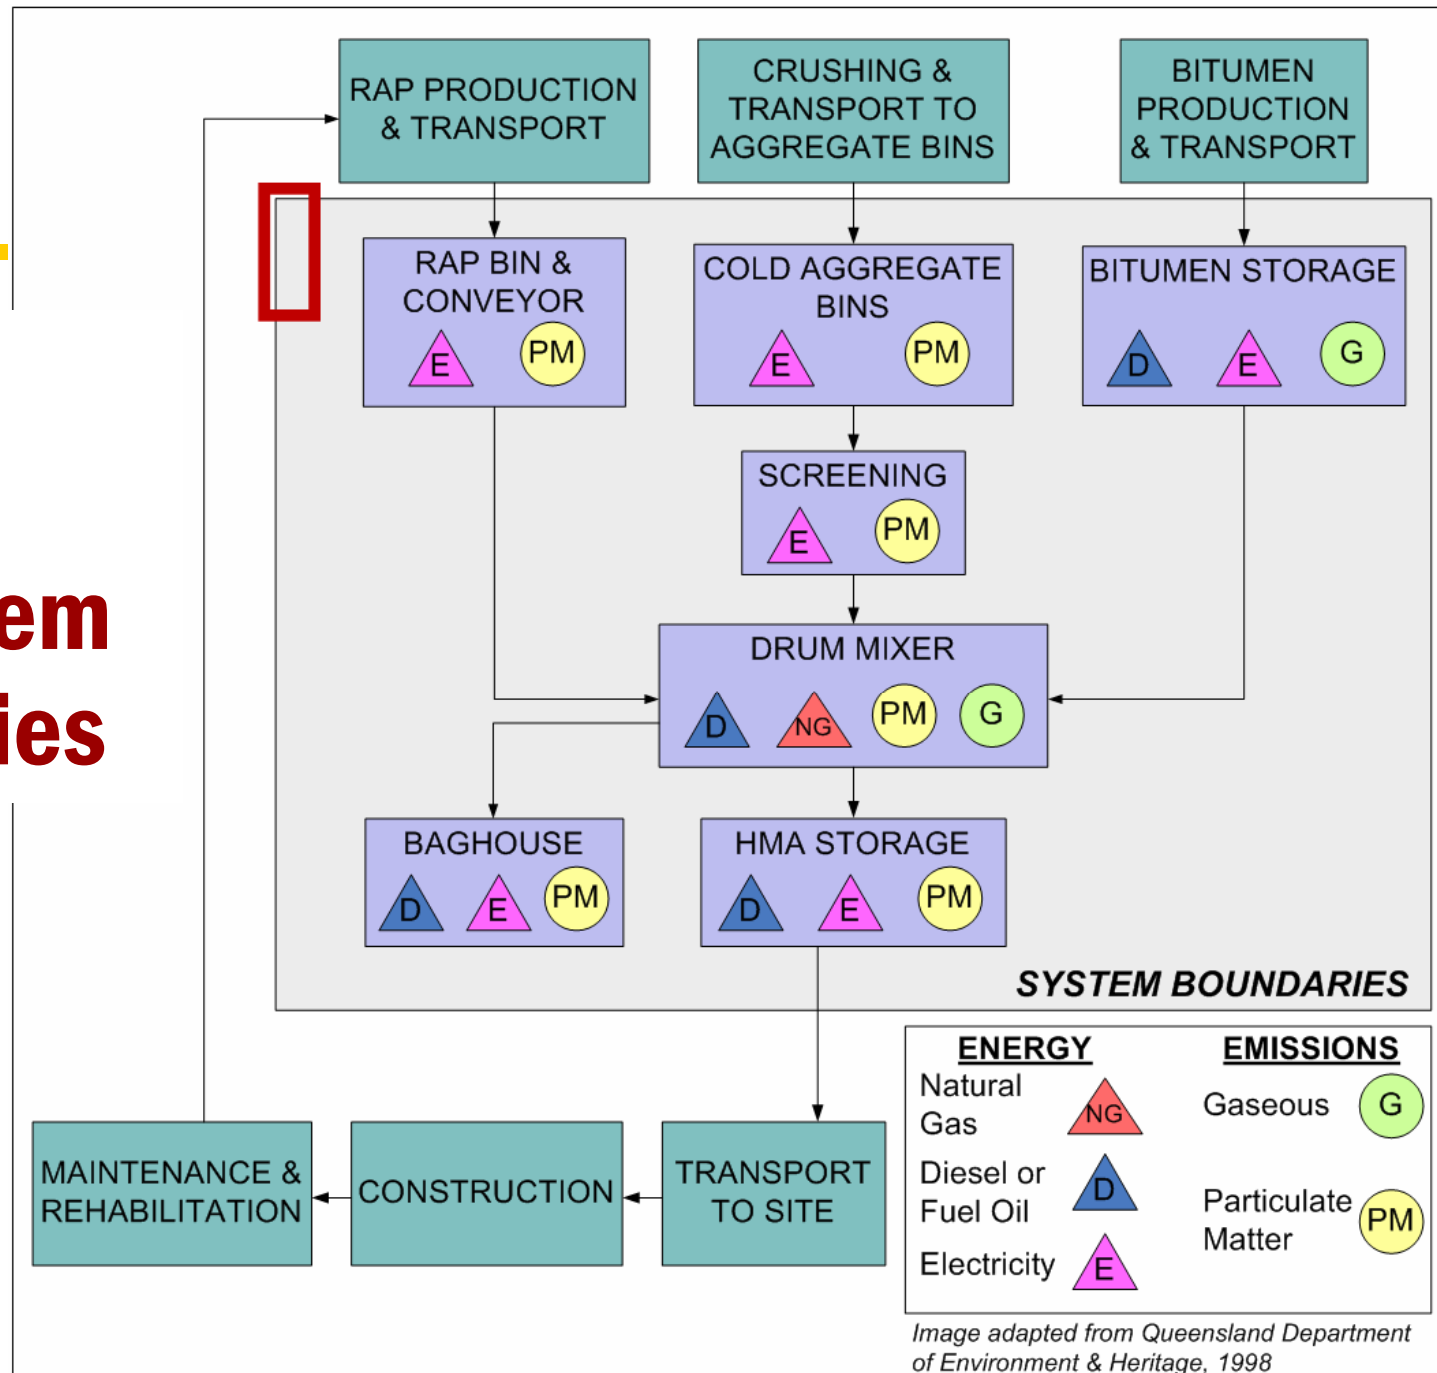 RAP PRODUCTION
& TRANSPORT
CRUSHING &
TRANSPORT TO
AGGREGATE BINS
BITUMEN
PRODUCTION
& TRANSPORT
RAP BIN &
CONVEYOR
E
PM
COLD AGGREGATE
BINS
E
PM
BITUMEN STORAGE
D
E
G
SCREENING
E
PM
em
ies
DRUM MIXER
D
NG
PM
G
BAGHOUSE
D
E
PM
HMA STORAGE
D
E
PM
SYSTEM BOUNDARIES
MAINTENANCE &
REHABILITATION
CONSTRUCTION
TRANSPORT
TO SITE
ENERGY
Natural
Gas
NG
Diesel or
Fuel Oil
D
Electricity
E
EMISSIONS
Gaseous
G
Particulate
Matter
PM
Image adapted from Queensland Department
of Environment & Heritage, 1998